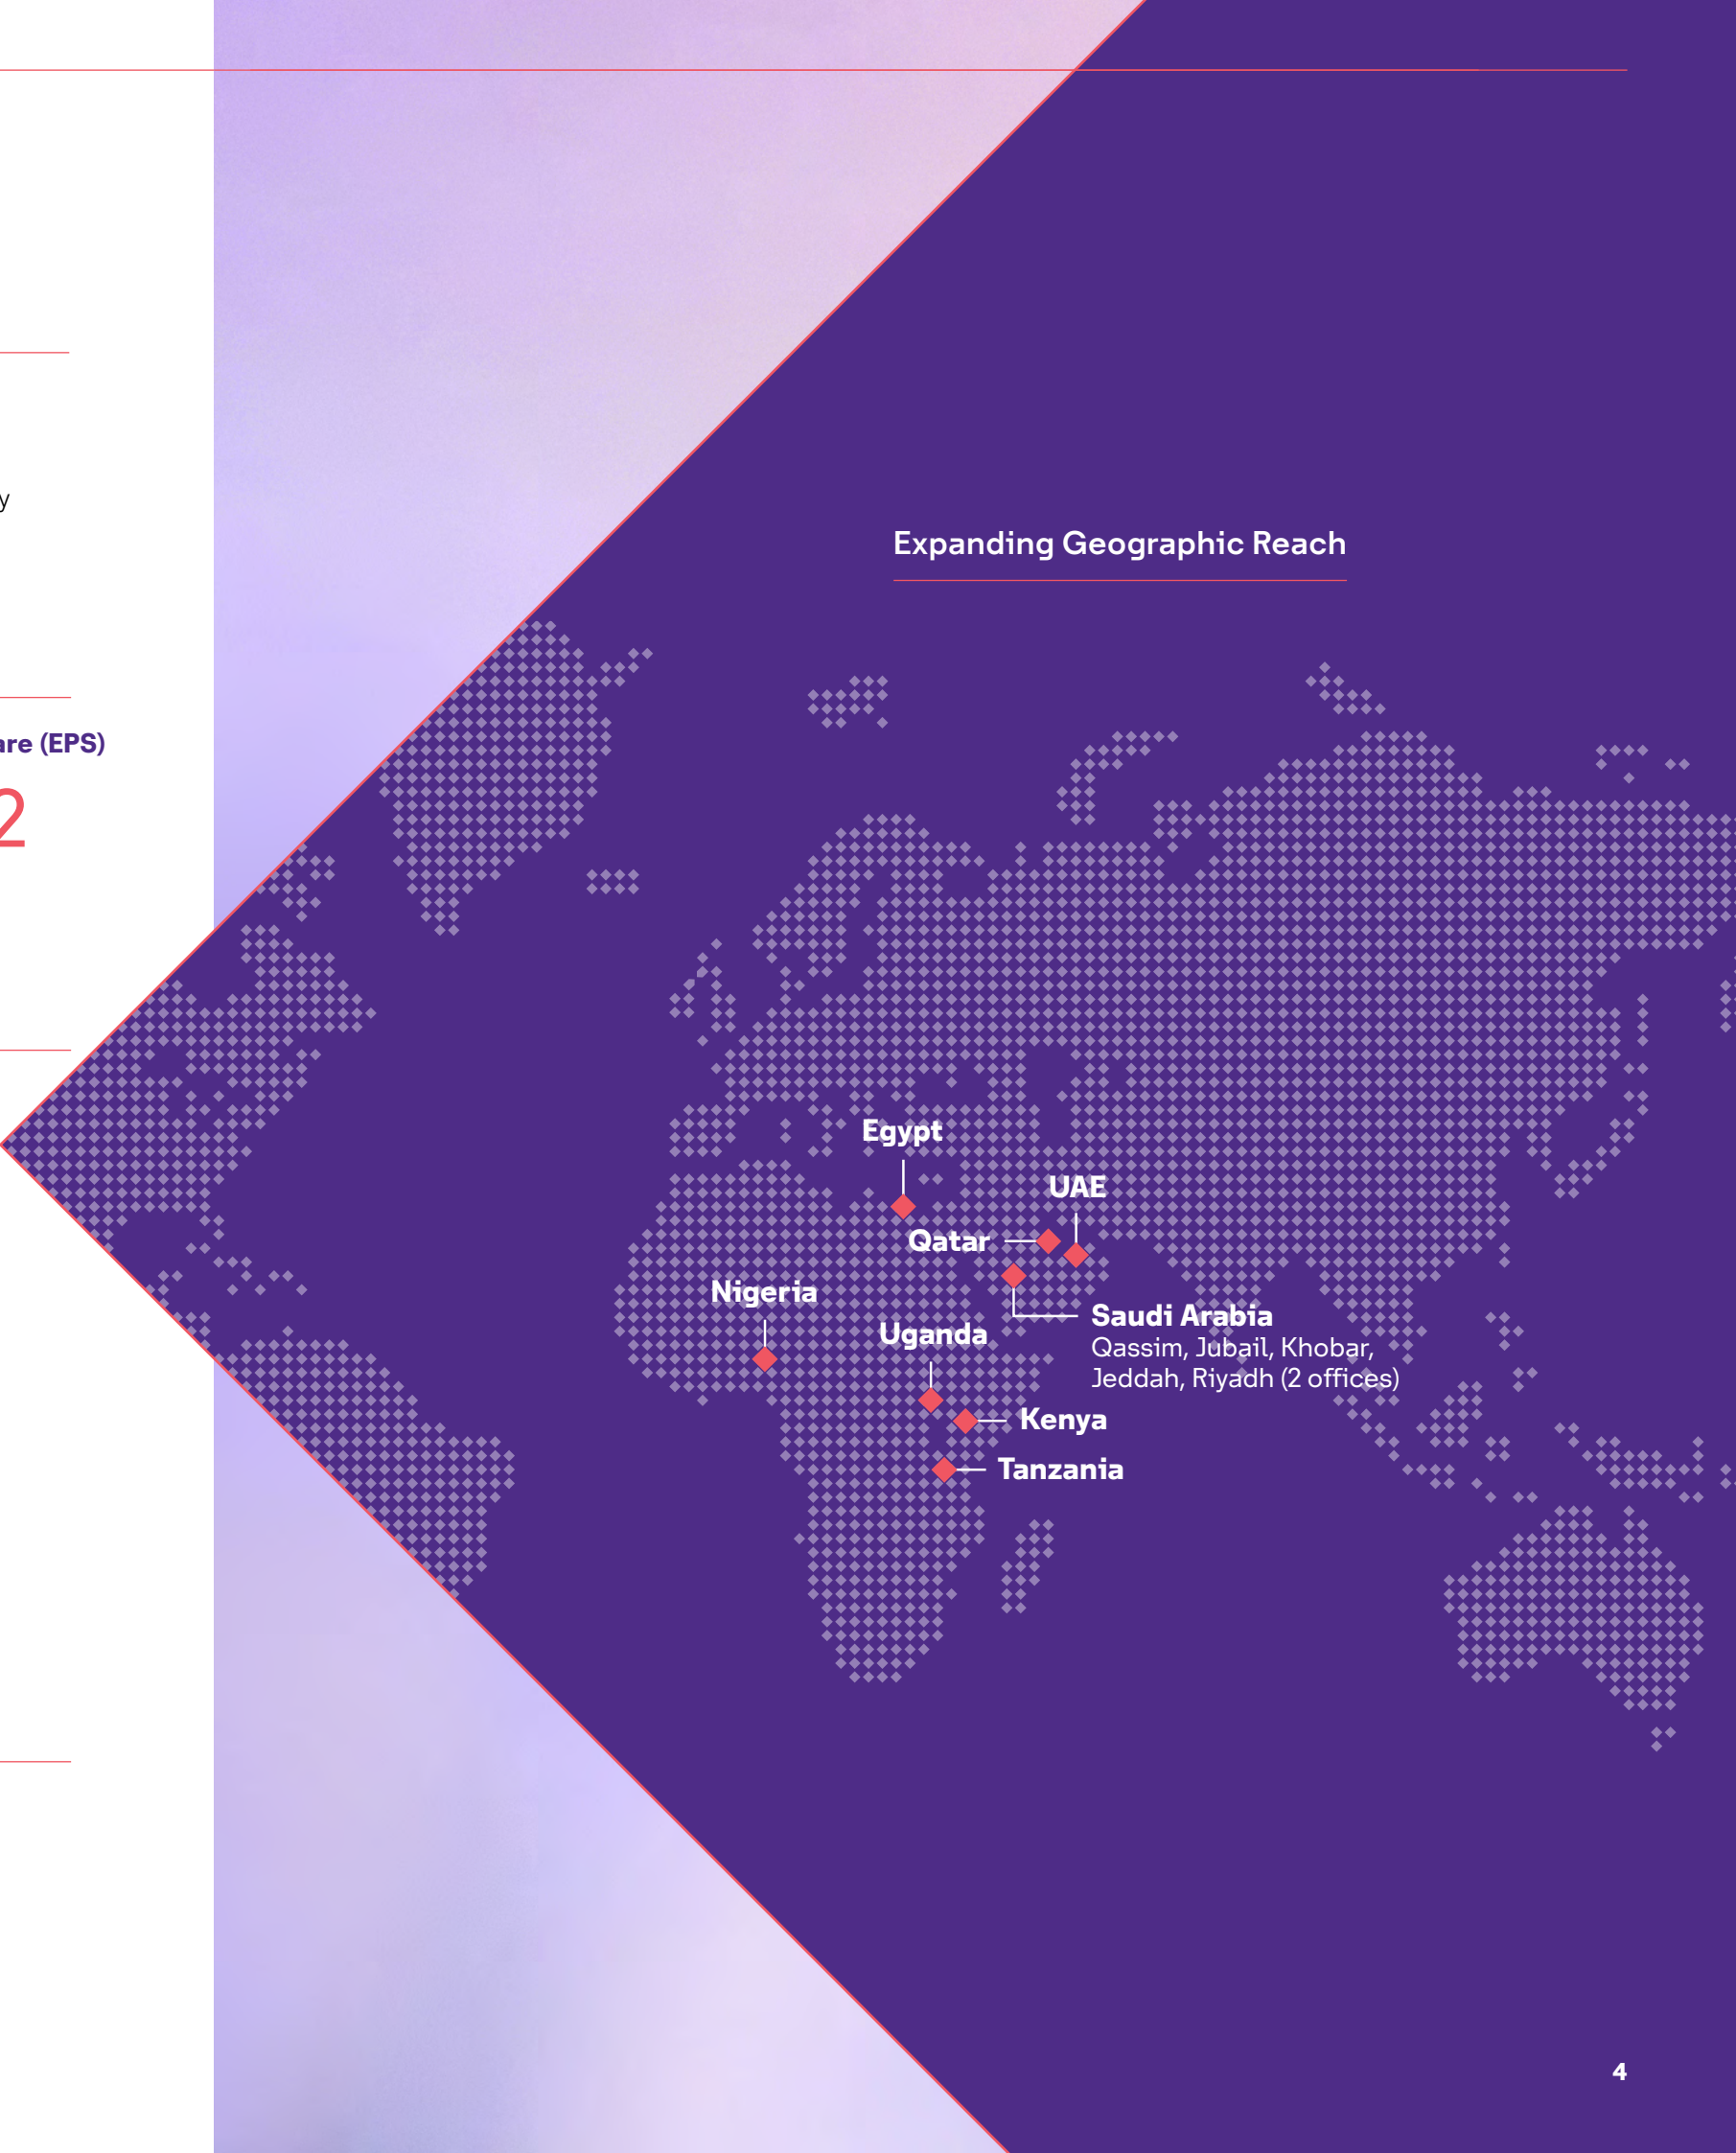 Expanding Geographic Reach
y
are (EPS)
2
Egypt
UAE
Qatar
Nigeria
Saudi Arabia
Qassim, Jubail, Khobar,
Jeddah, Riyadh (2 offices)
Uganda
Kenya
Tanzania
4